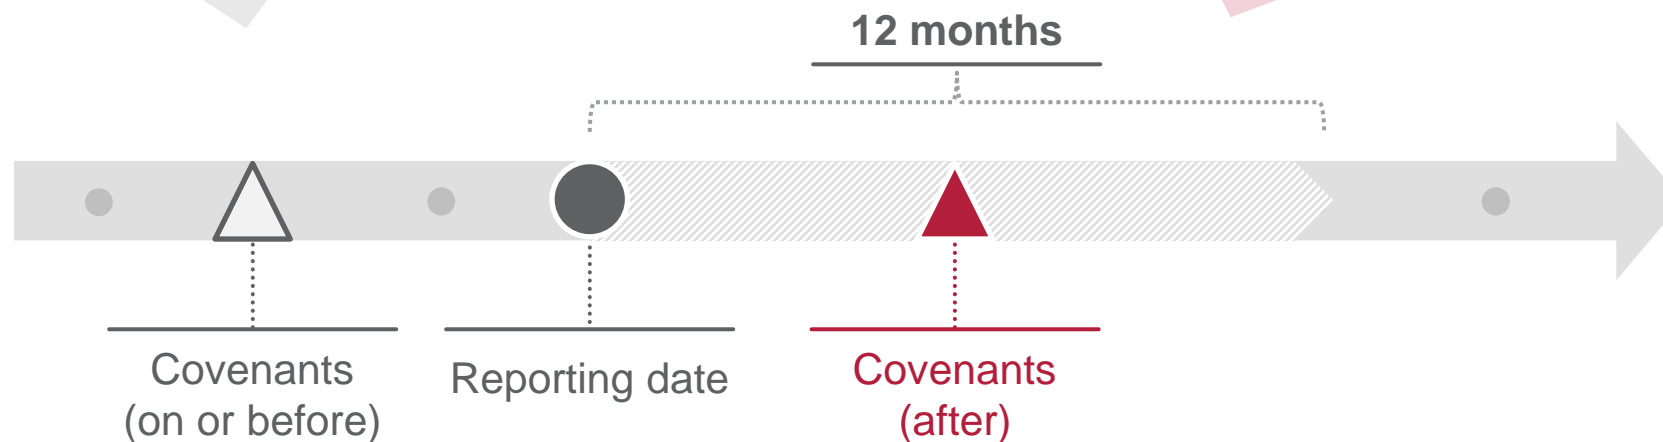 12 months
Covenants
(on or before)
Reporting date
Covenants
(after)